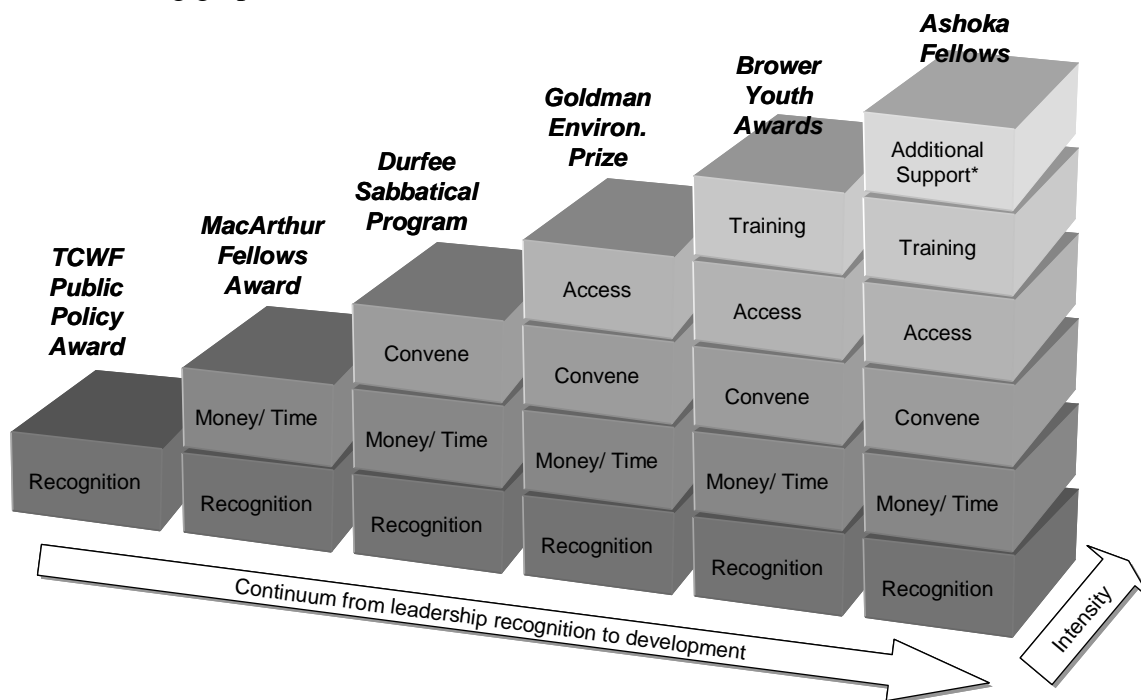 Ashoka
Fellows
Brower
Youth
Awards
Goldman
Environ.
Prize
Durfee
Sabbatical
Program
MacArthur
Fellows
Award
TCWF
Public
Policy
Award
Recognition
Money/ Time
Recognition
Convene
Money/ Time
Recognition
Access
Convene
Money/ Time
Recognition
Training
Access
Convene
Money/ Time
Recognition
Additional
Support*
Training
Access
Convene
Money/ Time
Recognition
Continuum from leadership recognition to development
Intensity